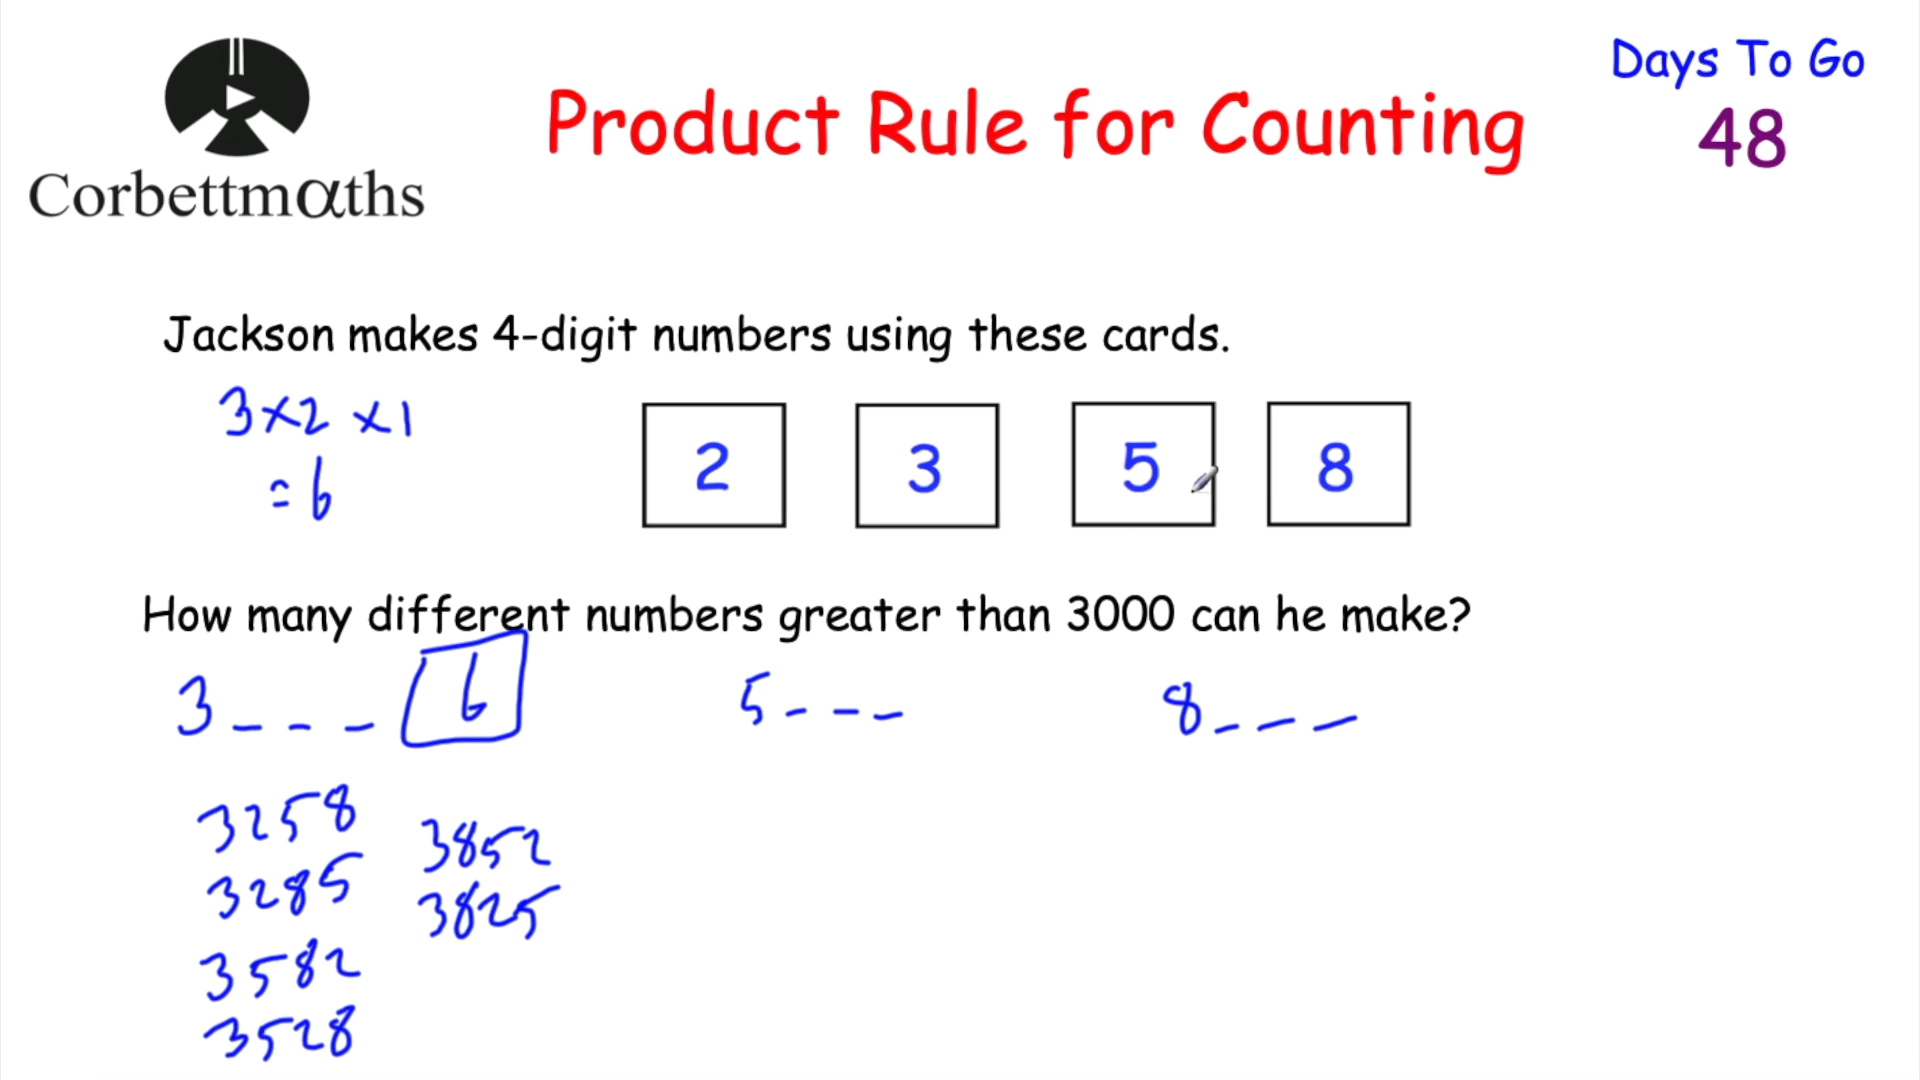 Days To Go
48
Product Rule for Counting
Corbettmαths
Jackson makes 4-digit numbers using these cards.
3×2 ×1
= 6
2 3 5 8
How many different numbers greater than 3000 can he make?
3 _ _ _ 6 5 _ _ _ 8 _ _ _
3258
3852
3285
3825
3582
3528